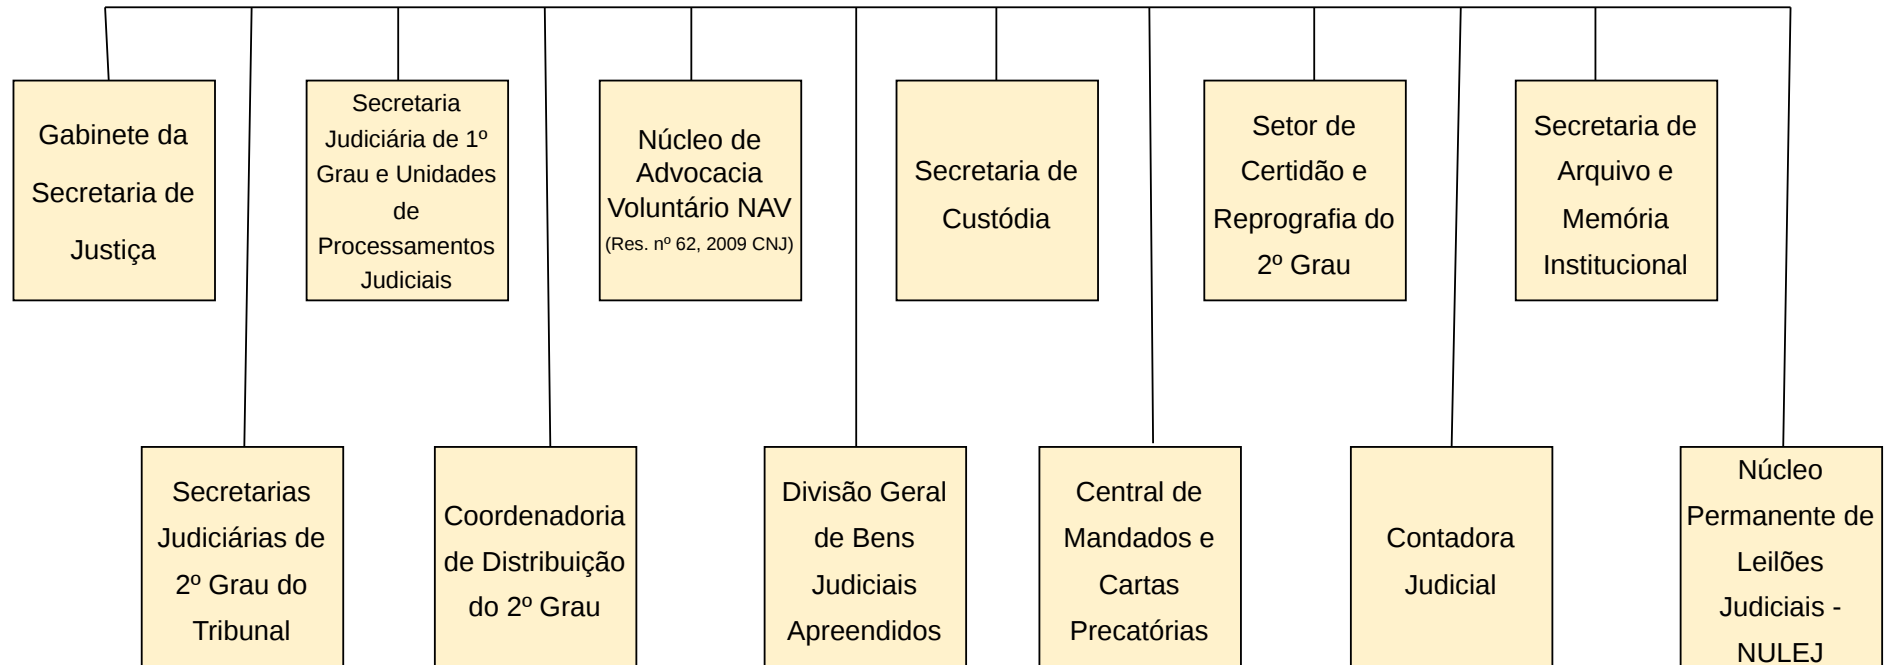 Gabinete da
Secretaria de
Justiça
Secretaria
Judiciária de 1º
Grau e Unidades
de
Processamentos
Judiciais
Núcleo de
Advocacia
Voluntário NAV
(Res. nº 62, 2009 CNJ)
Secretaria de
Custódia
Setor de
Certidão e
Reprografia do
2º Grau
Secretaria de
Arquivo e
Memória
Institucional
Secretarias
Judiciárias de
2º Grau do
Tribunal
Coordenadoria
de Distribuição
do 2º Grau
Divisão Geral
de Bens
Judiciais
Apreendidos
Central de
Mandados e
Cartas
Precatórias
Contadora
Judicial
Núcleo
Permanente de
Leilões
Judiciais -
NULEJ